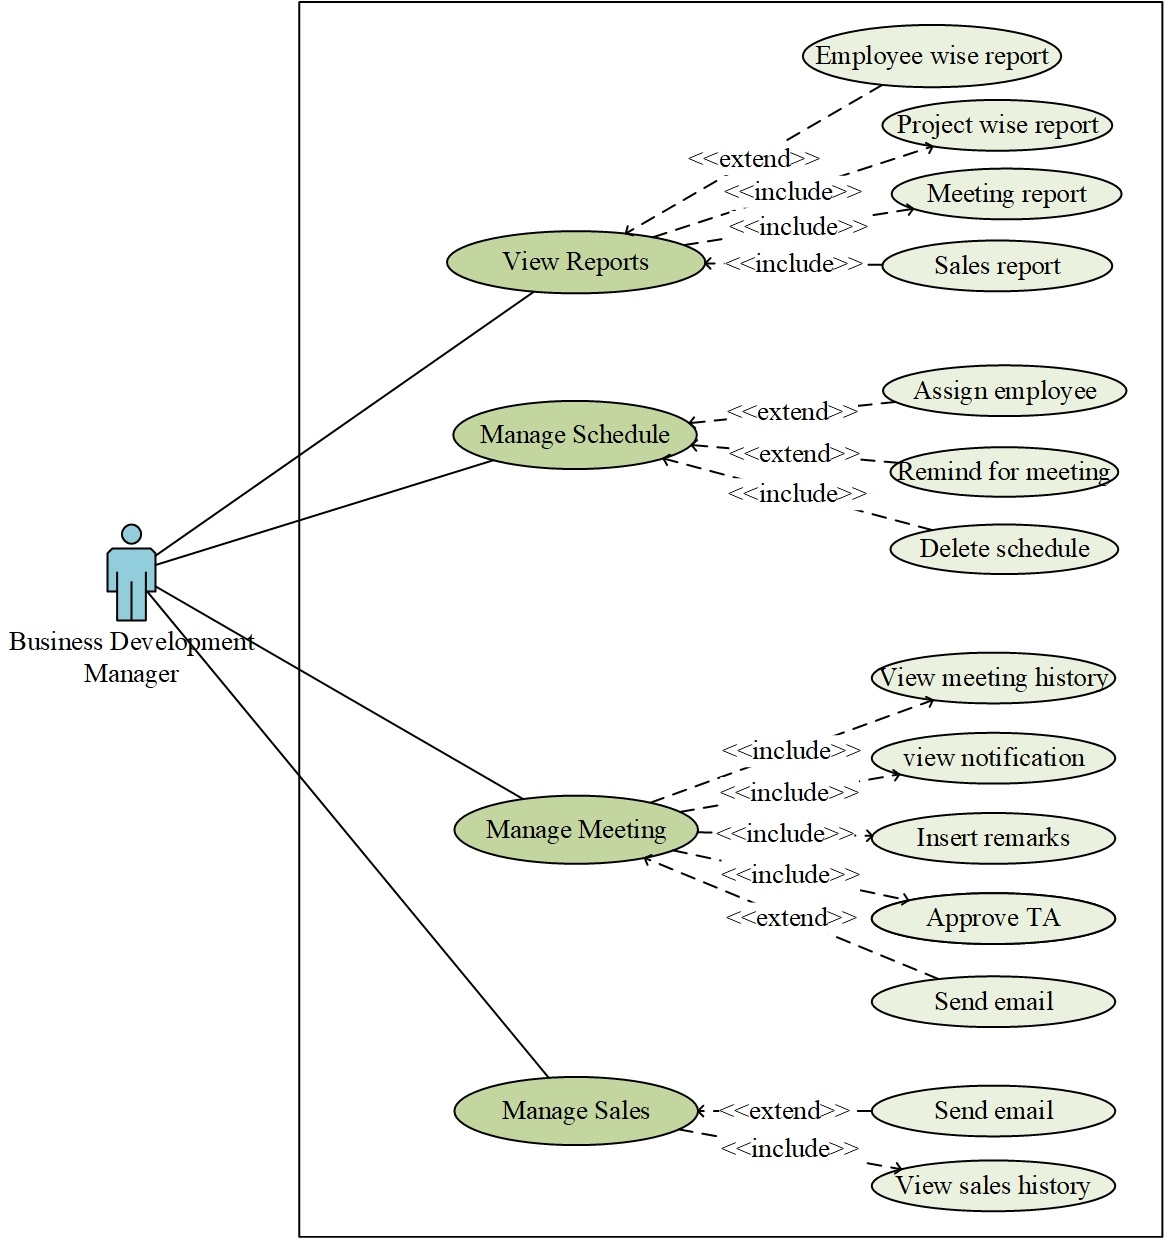 Employee wise report
Project wise report
<<extend>>
<<include>>
Meeting report
<<include>>
View Reports
<<include>>
Sales report
Assign employee
<<extend>>
Manage Schedule
<<extend>>
Remind for meeting
<<include>>
Delete schedule
Business Development
Manager
View meeting history
<<include>>
view notification
<<include>>
Manage Meeting
<<include>>
Insert remarks
<<include>>
<<extend>>
Approve TA
Send email
Manage Sales
<<extend>>
Send email
<<include>>
View sales history